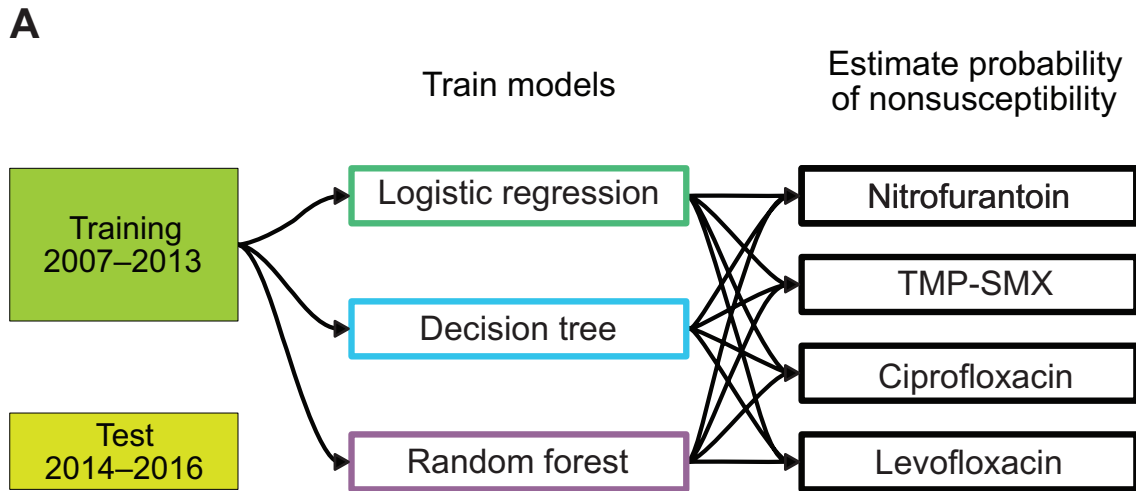 A
Train models
Estimate probability
of nonsusceptibility
Training
2007–2013
Test
2014–2016
Logistic regression
Decision tree
Random forest
Nitrofurantoin
TMP-SMX
Ciprofloxacin
Levofloxacin